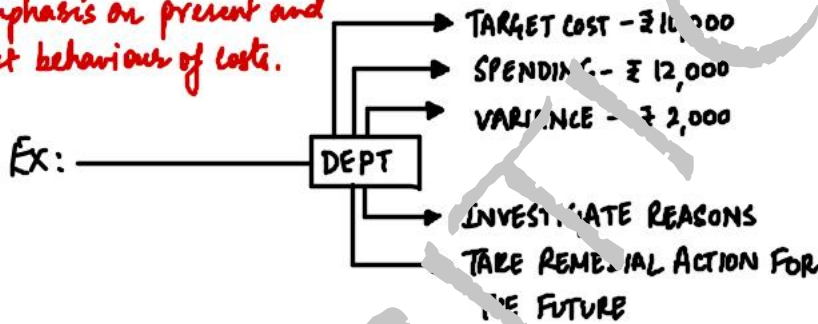 emphasis on present and
behaviour of costs.
TARGET COST - ₹ 10,000
SPENDING - ₹ 12,000
VARIANCE - ₹ 2,000
Ex:
DEPT
INVESTIGATE REASONS
TAKE REMEDIAL ACTION FOR
THE FUTURE